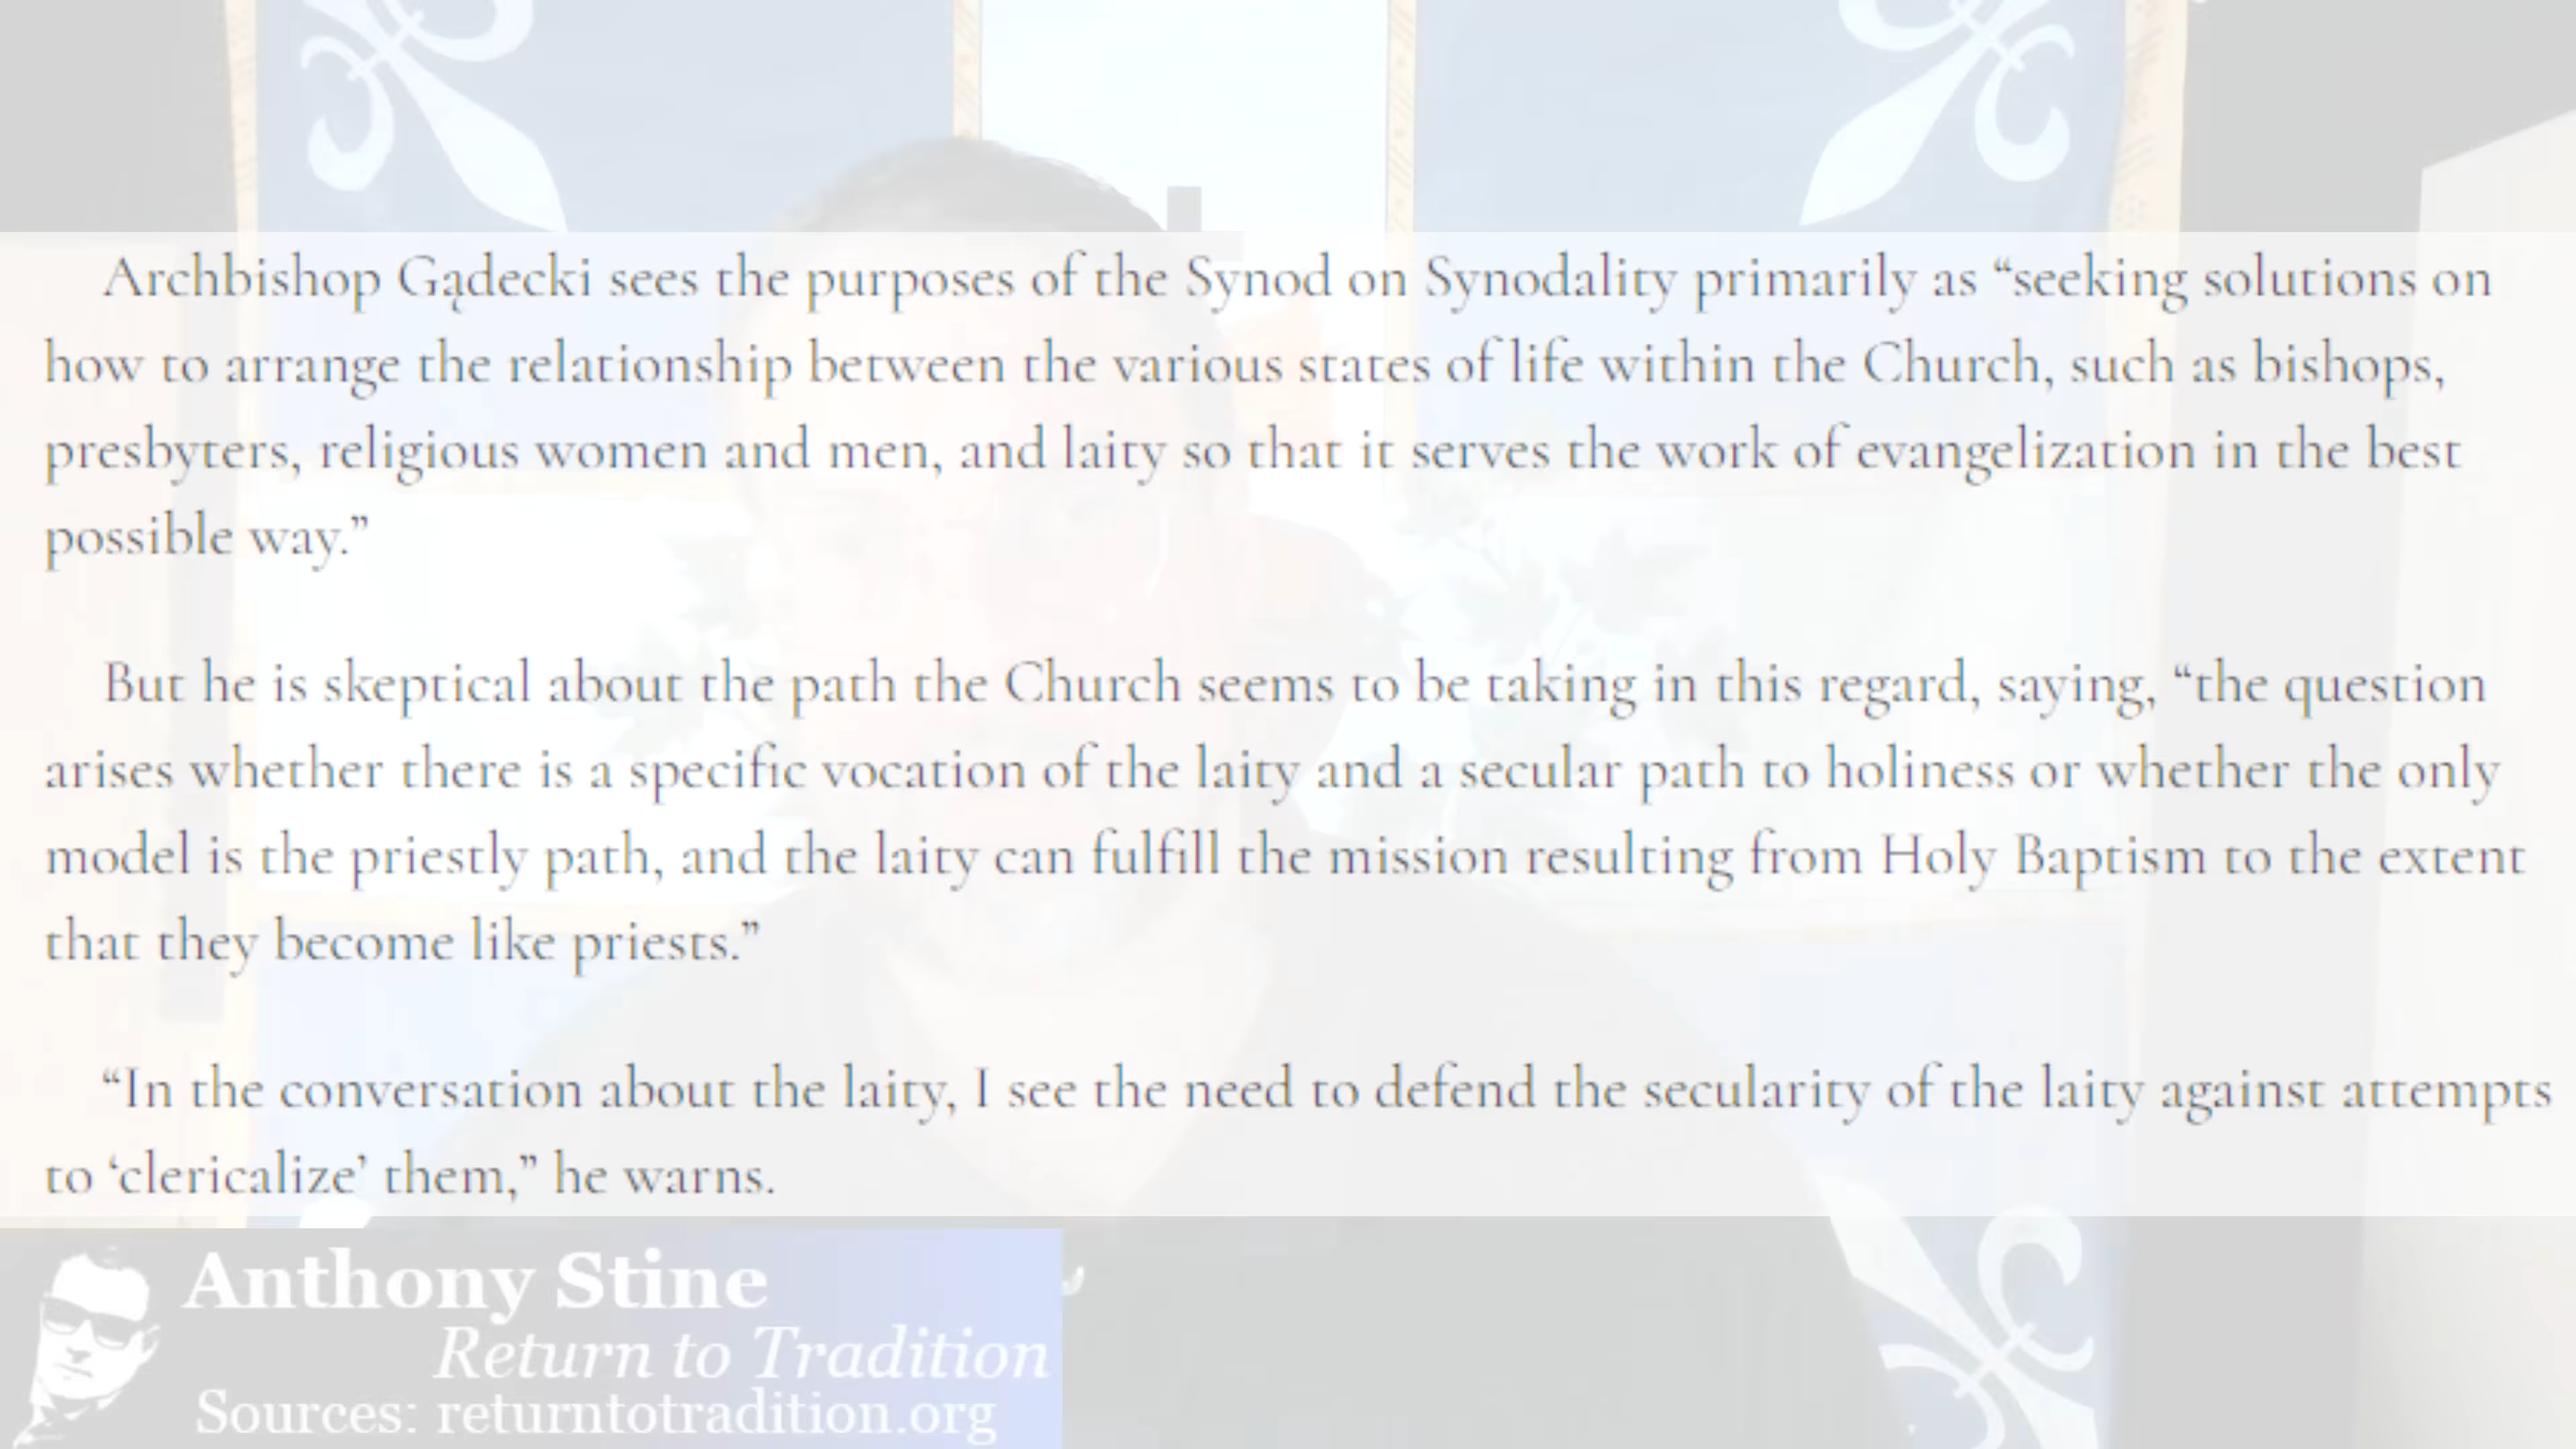 Archbishop Gądecki sees the purposes of the Synod on Synodality primarily as “seeking solutions on
how to arrange the relationship between the various states of life within the Church, such as bishops,
presbyters, religious women and men, and laity so that it serves the work of evangelization in the best
possible way.”
But he is skeptical about the path the Church seems to be taking in this regard, saying, “the question
arises whether there is a specific vocation of the laity and a secular path to holiness or whether the only
model is the priestly path, and the laity can fulfill the mission resulting from Holy Baptism to the extent
that they become like priests.”
“In the conversation about the laity, I see the need to defend the secularity of the laity against attempts
to ‘clericalize’ them,” he warns.
Anthony Stine
Return to Tradition
Sources: returntotradition.org